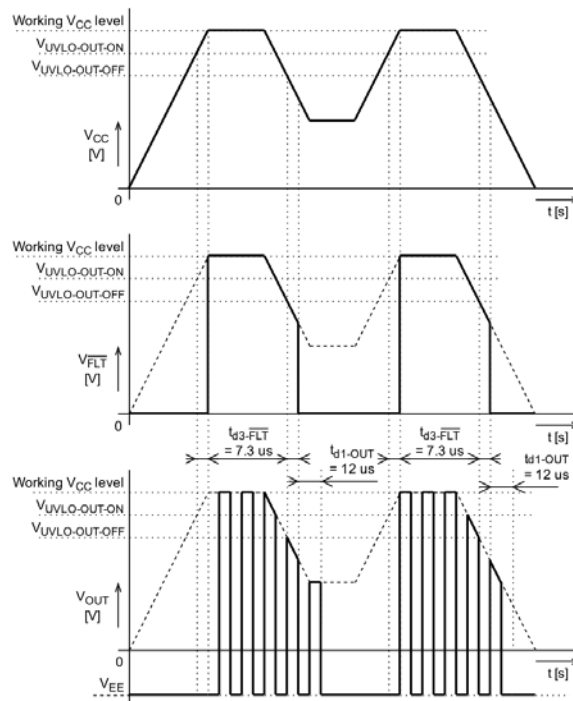 Working VCC level
VUVLO-OUT-ON
VUVLO-OUT-OFF
VCC
[V]
0
t [s]
Working VCC level
VUVLO-OUT-ON
VUVLO-OUT-OFF
VFLT
[V]
0
t [s]
td3-FLT
= 7.3 us
td1-OUT
= 12 us
td3-FLT
= 7.3 us
td1-OUT
= 12 us
Working VCC level
VUVLO-OUT-ON
VUVLO-OUT-OFF
VOUT
[V]
0
t [s]
VEE